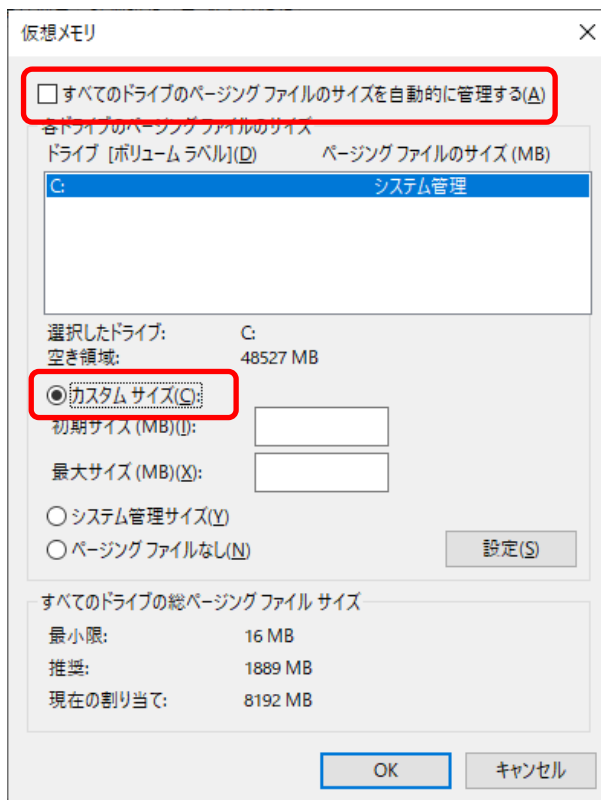 仮想メモリ
すべてのドライブのページング ファイルのサイズを自動的に管理する(A)
各ドライブのページング ファイルのサイズ
ドライブ [ボリューム ラベル](D) ページング ファイルのサイズ (MB)
C: システム管理
選択したドライブ: C:
空き領域: 48527 MB
カスタム サイズ(C):
初期サイズ (MB)(I):
最大サイズ (MB)(X):
システム管理サイズ(Y)
ページング ファイルなし(N) 設定(S)
すべてのドライブの総ページング ファイル サイズ
最小限: 16 MB
推奨: 1889 MB
現在の割り当て: 8192 MB
OK キャンセル